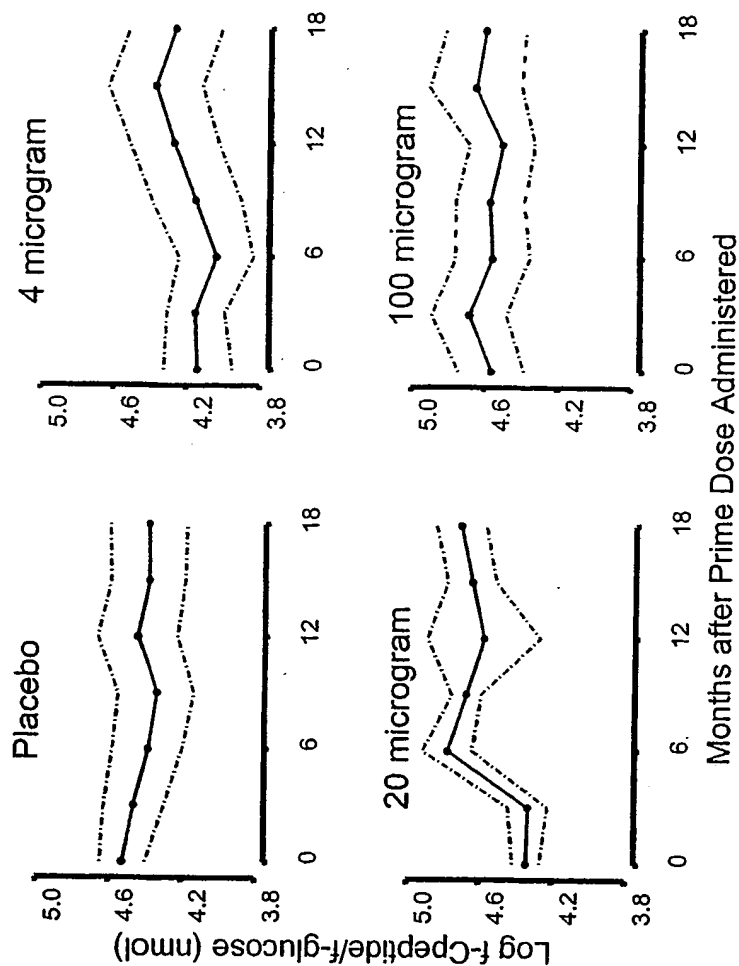 Log f-Cpeptide/f-glucose (nmol)
Placebo
5.0
4.6
4.2
3.8
0 6 12 18
4 microgram
5.0
4.6
4.2
3.8
0 6 12 18
20 microgram
5.0
4.6
4.2
3.8
0 6. 12 18
100 microgram
5.0
4.6
4.2
3.8
0 6 12 18
Months after Prime Dose Administered